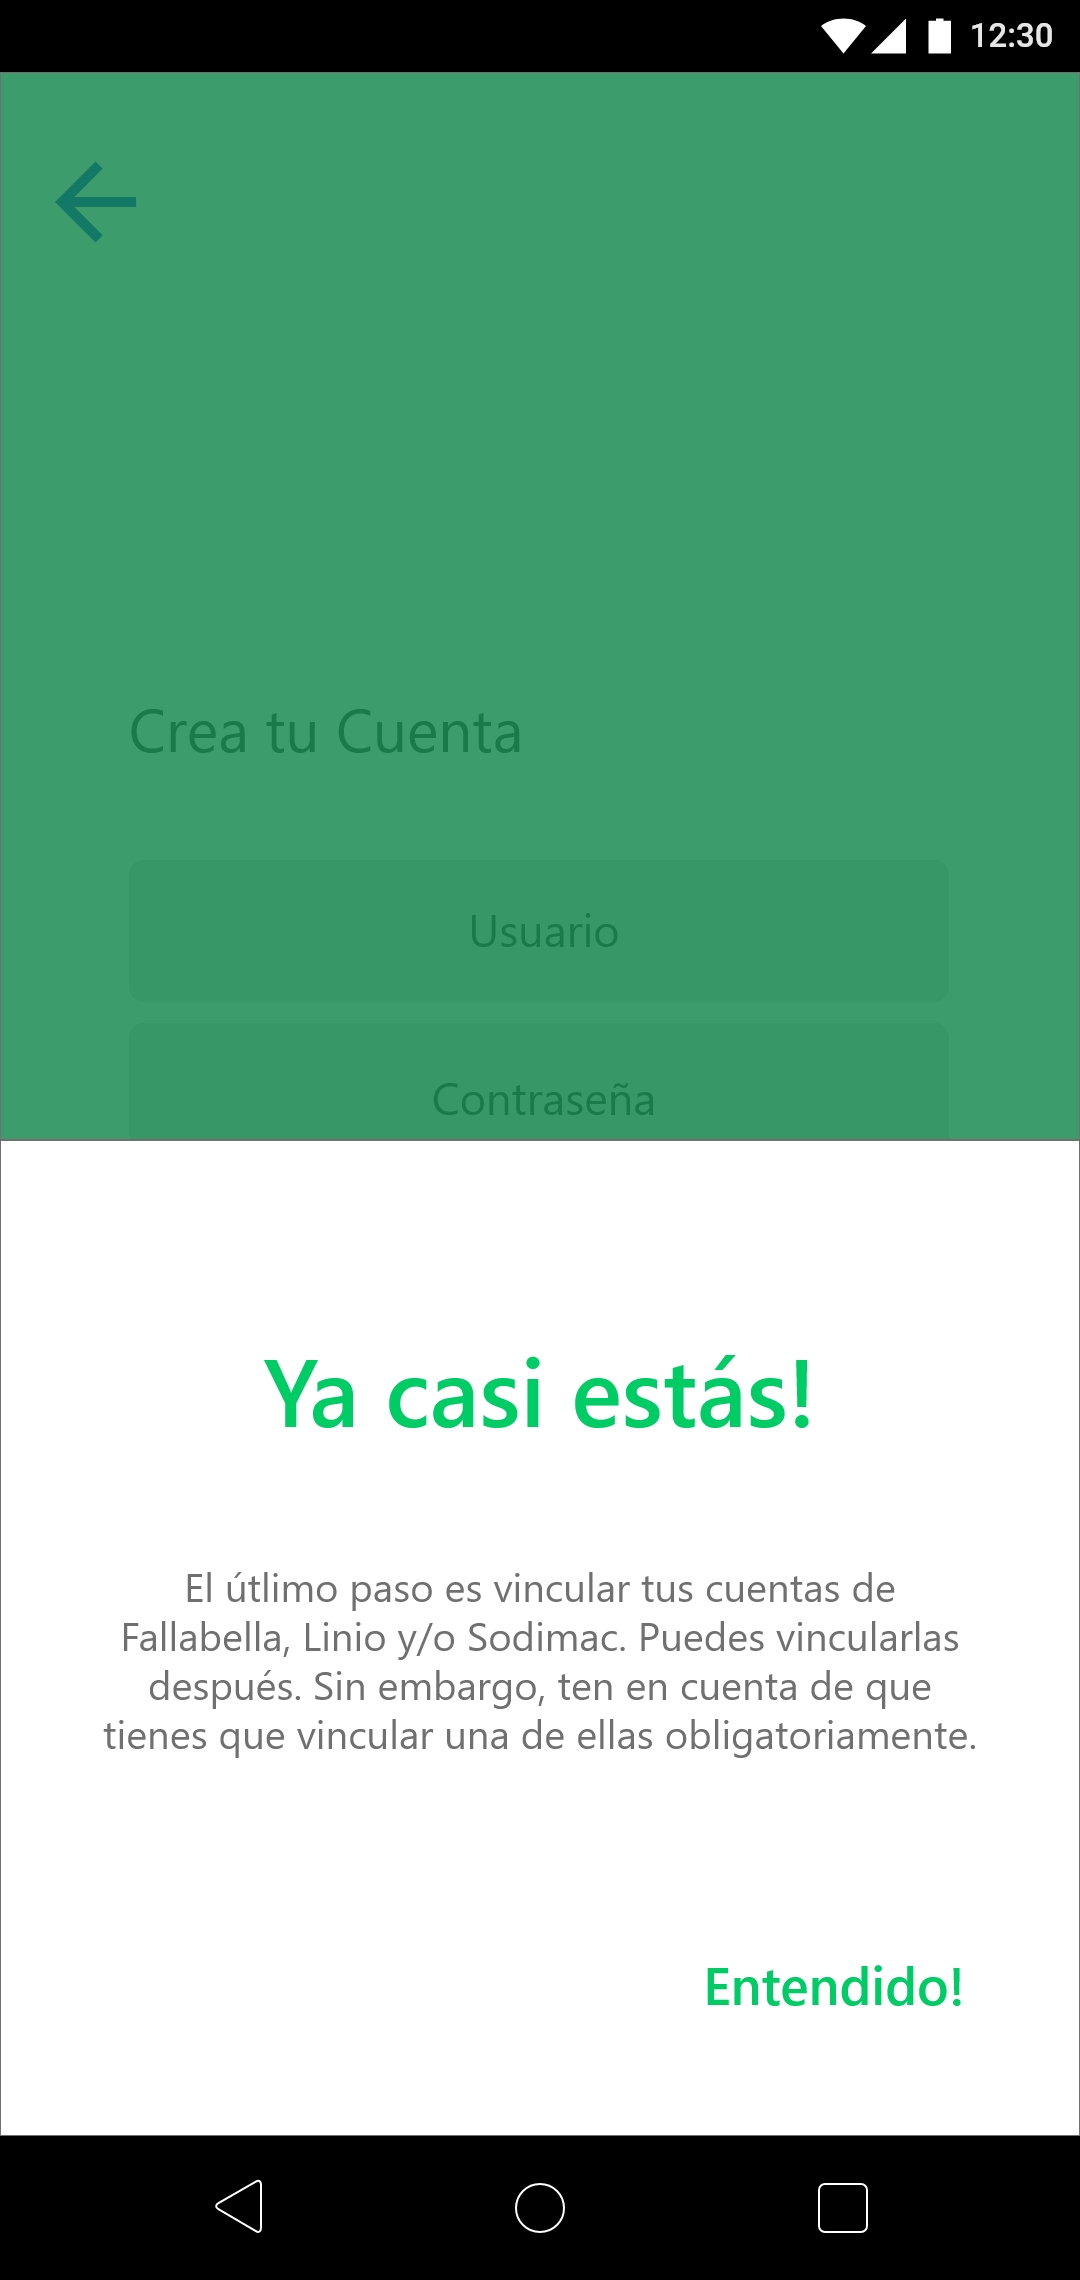 12:30
Crea tu Cuenta
Usuario
Contraseña
Ya casi estás!
El útlimo paso es vincular tus cuentas de
Fallabella, Linio y/o Sodimac. Puedes vincularlas
después. Sin embargo, ten en cuenta de que
tienes que vincular una de ellas obligatoriamente.
Entendido!